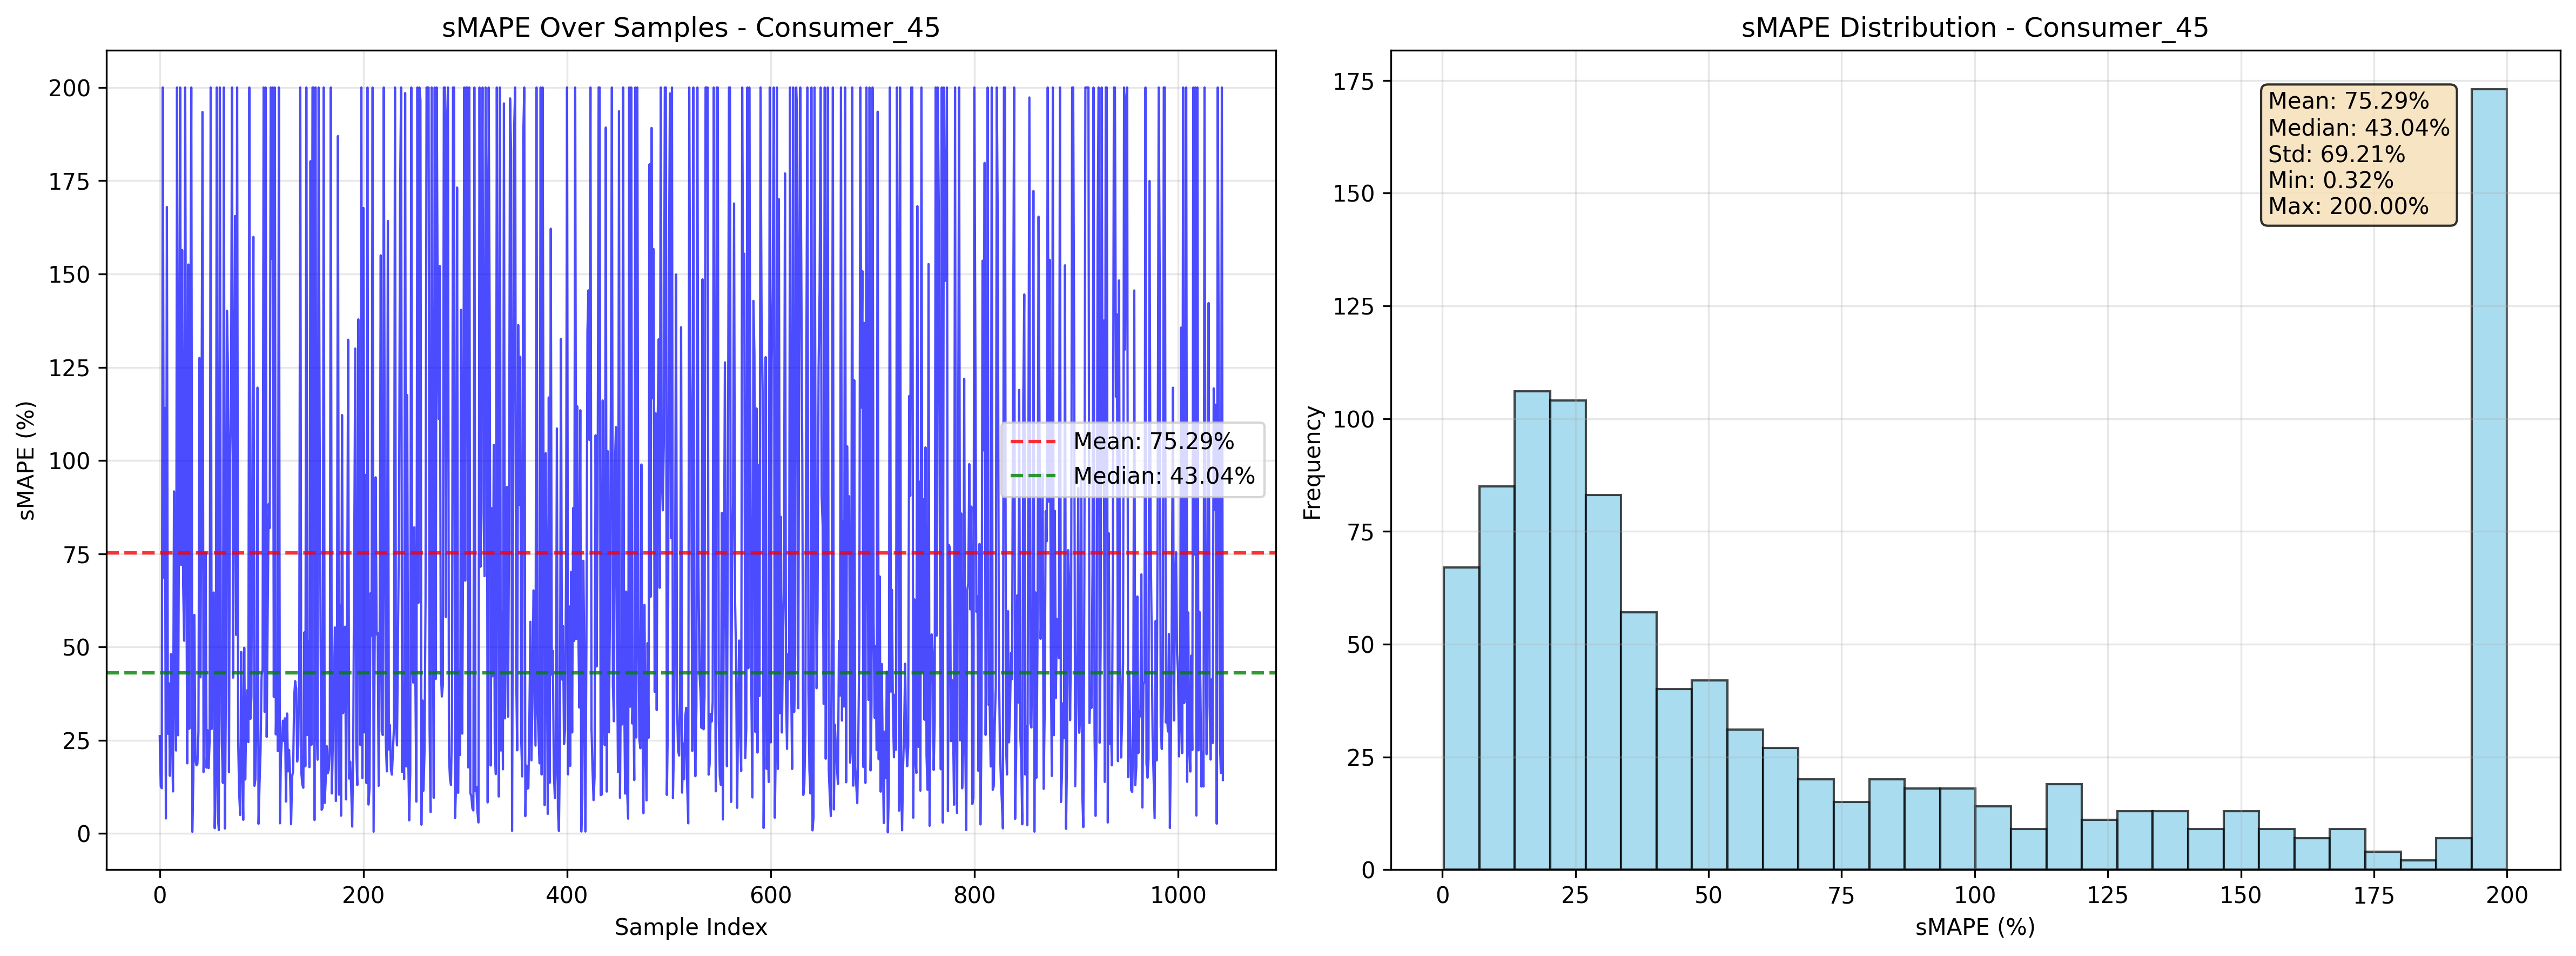 sMAPE Over Samples - Consumer_45
sMAPE (%)
200
175
150
125
100
75
50
25
0
Mean: 75.29%
Median: 43.04%
0 200 400 600 800 1000
Sample Index
sMAPE Distribution - Consumer_45
Frequency
175
150
125
100
75
50
25
0
Mean: 75.29%
Median: 43.04%
Std: 69.21%
Min: 0.32%
Max: 200.00%
0 25 50 75 100 125 150 175 200
sMAPE (%)